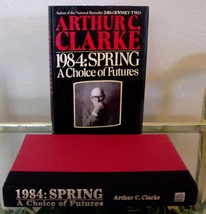 Author of the National Bestseller 2010: ODYSSEY TWO
ARTHUR C.
CLARKE
1984: SPRING
A Choice of Futures
1984: SPRING
A Choice of Futures
Arthur C. Clarke